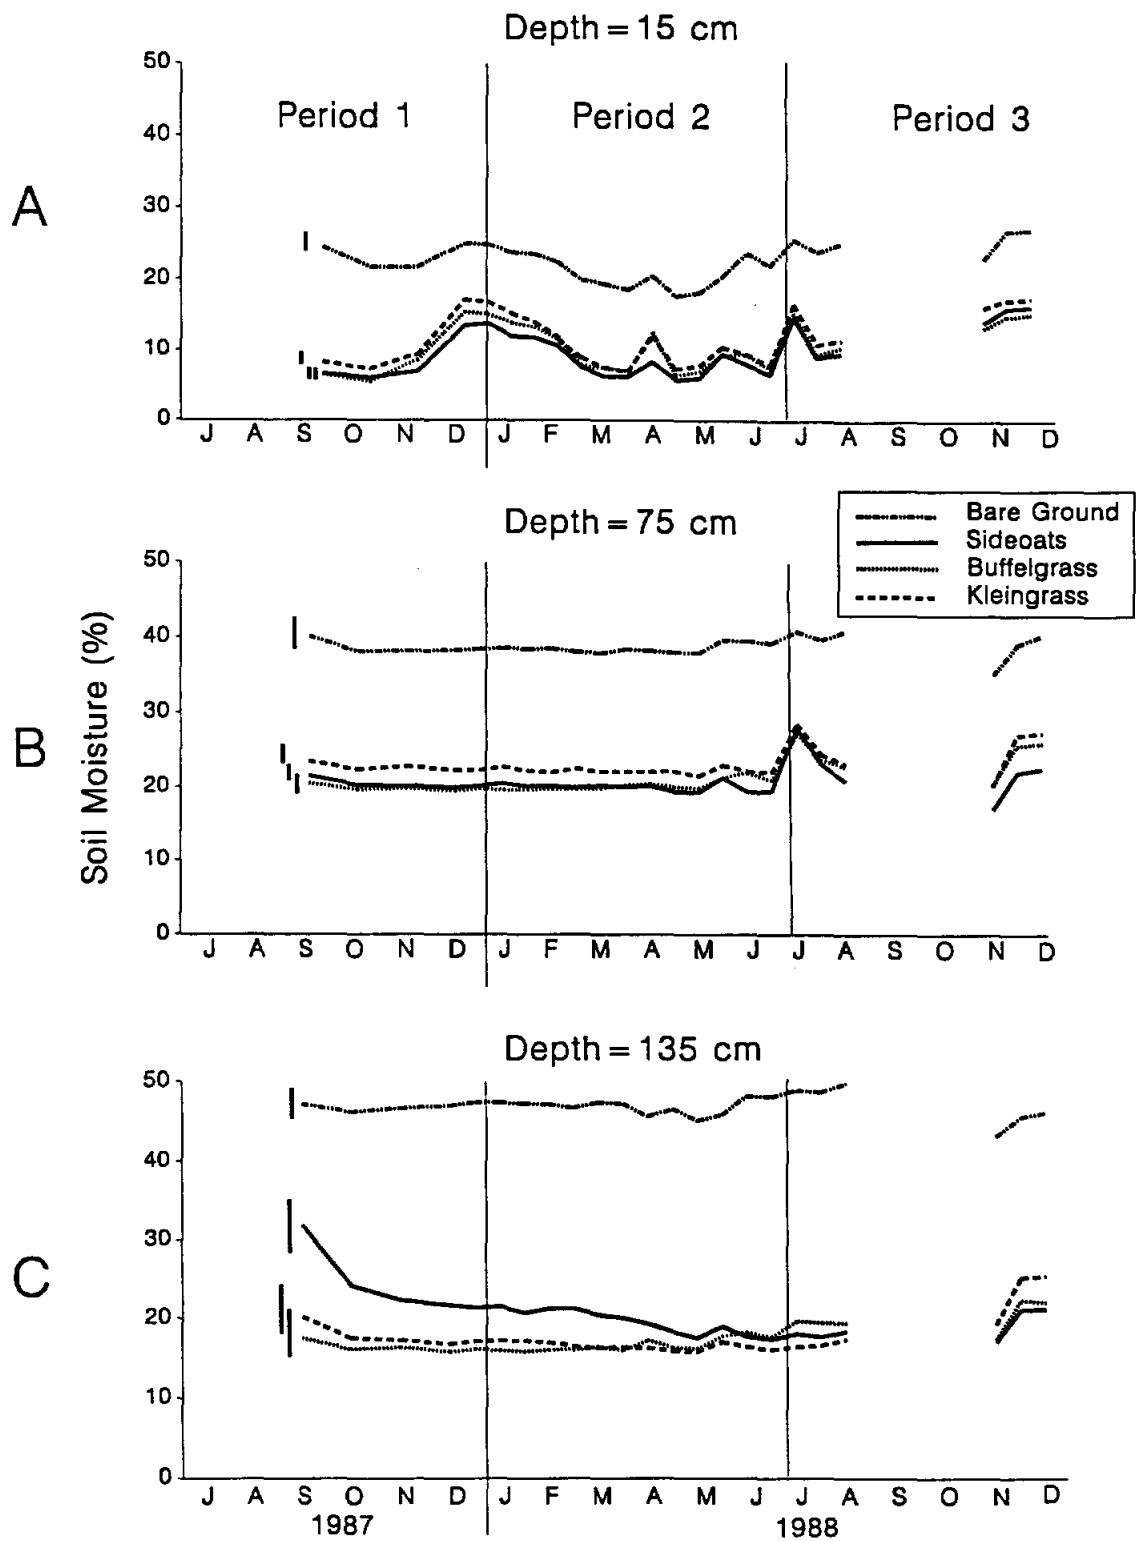 Depth = 15 cm
A
50
40
30
20
10
0
Period 1 Period 2 Period 3
J A S O N D J F M A M J J A S O N D
Depth = 75 cm
Bare Ground
Sideoats
Buffelgrass
Kleingrass
B
Soil Moisture (%)
50
40
30
20
10
0
J A S O N D J F M A M J J A S O N D
Depth = 135 cm
C
50
40
30
20
10
0
J A S O N D J F M A M J J A S O N D
1987 1988